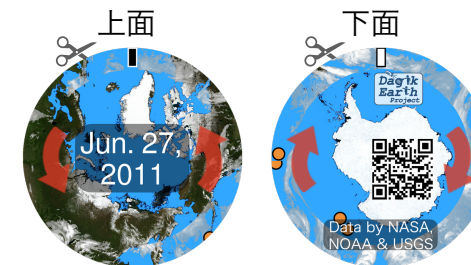 上面
下面
Jun. 27,
2011
Dagik
Earth
Project
Data by NASA,
NOAA & USGS